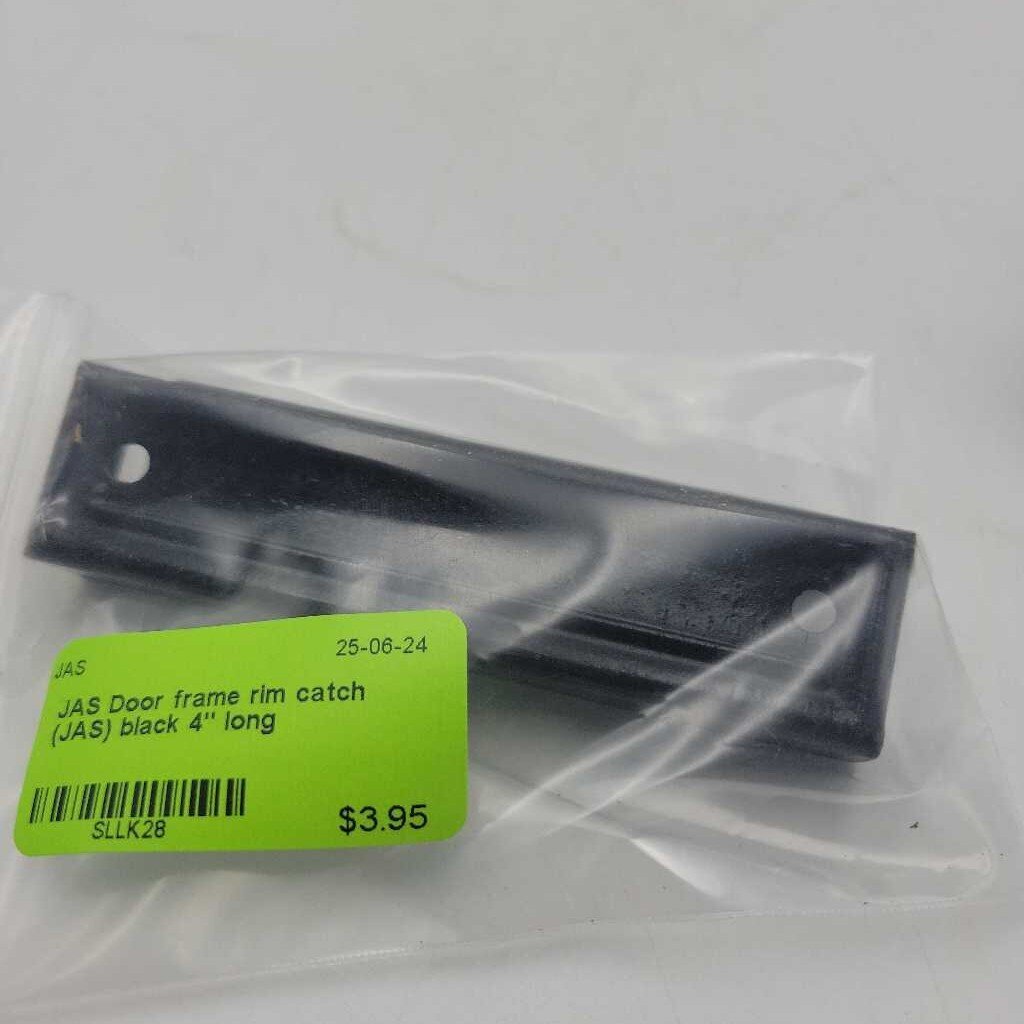 JAS 25-06-24
JAS Door frame rim catch
(JAS) black 4" long
SLLK28 $3.95